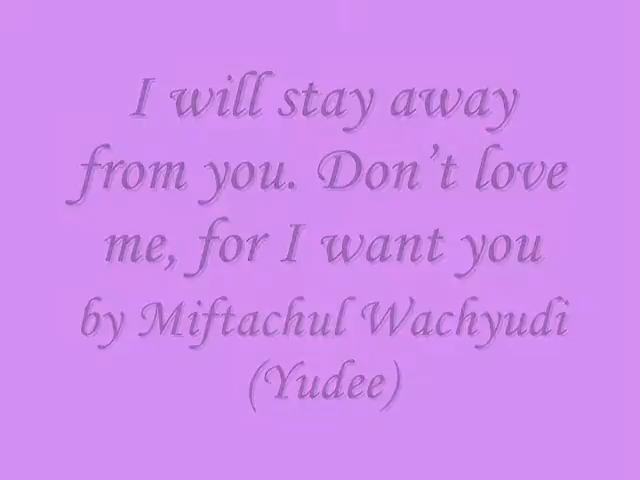 I will stay away
from you. Don’t love
me, for I want you
by Miftachul Wachyudi
(Yudee)